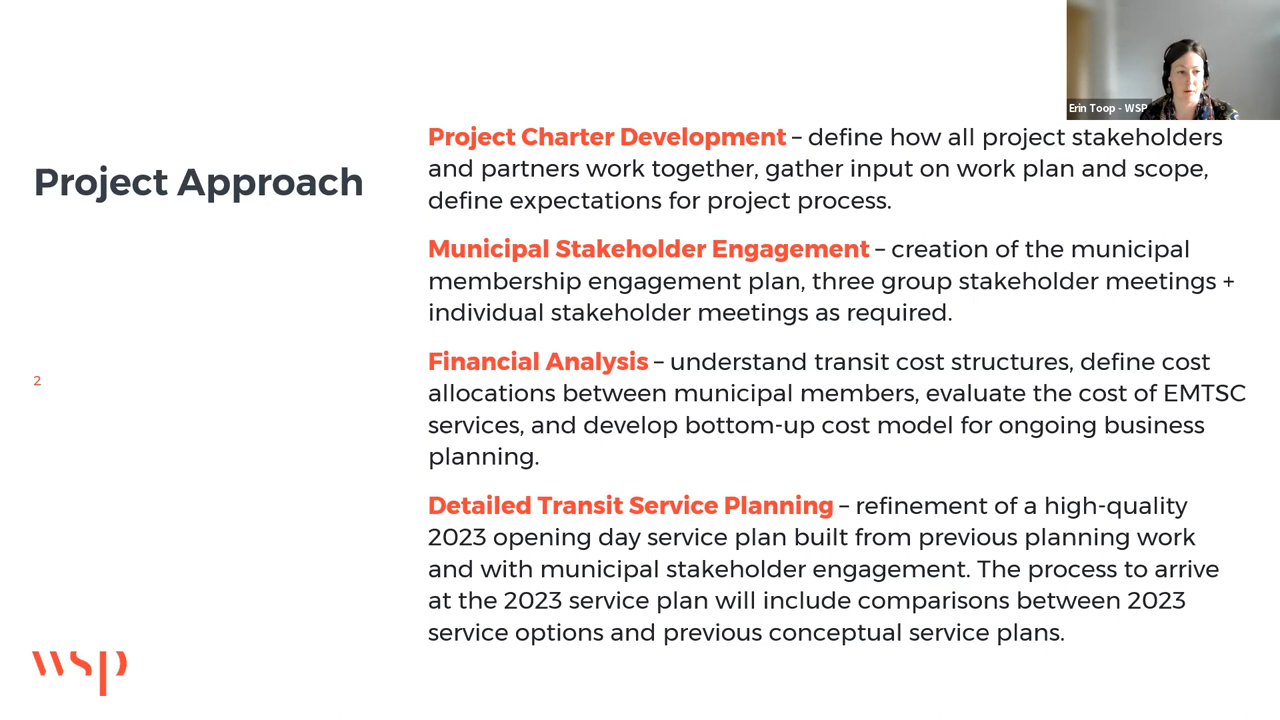 Erin Toop - WSP
Project Approach
2
Project Charter Development – define how all project stakeholders
and partners work together, gather input on work plan and scope,
define expectations for project process.
Municipal Stakeholder Engagement – creation of the municipal
membership engagement plan, three group stakeholder meetings +
individual stakeholder meetings as required.
Financial Analysis – understand transit cost structures, define cost
allocations between municipal members, evaluate the cost of EMTSC
services, and develop bottom-up cost model for ongoing business
planning.
Detailed Transit Service Planning – refinement of a high-quality
2023 opening day service plan built from previous planning work
and with municipal stakeholder engagement. The process to arrive
at the 2023 service plan will include comparisons between 2023
service options and previous conceptual service plans.
wsp